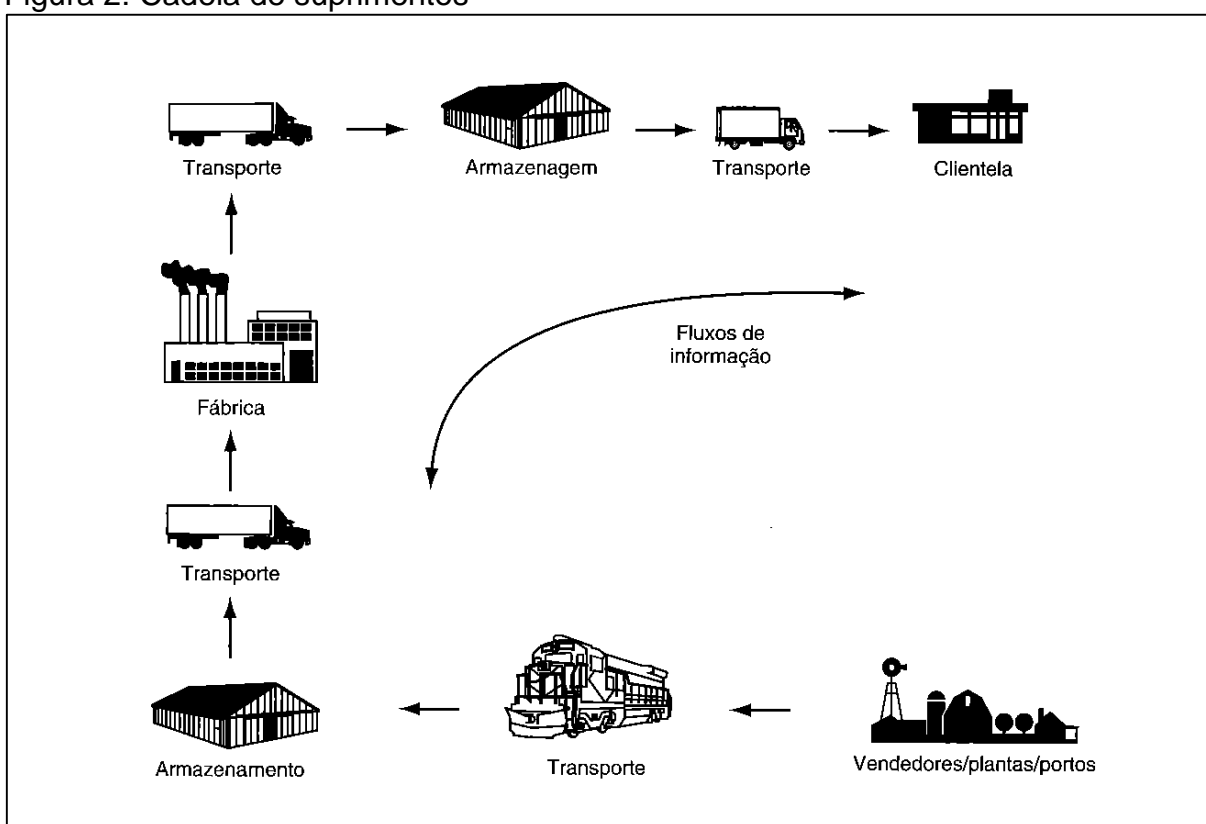 Figura 2: Cadeia de suprimentos
Transporte
Armazenagem
Transporte
Clientela
Fluxos de
informação
Fábrica
Transporte
Armazenamento
Transporte
Vendedores/plantas/portos